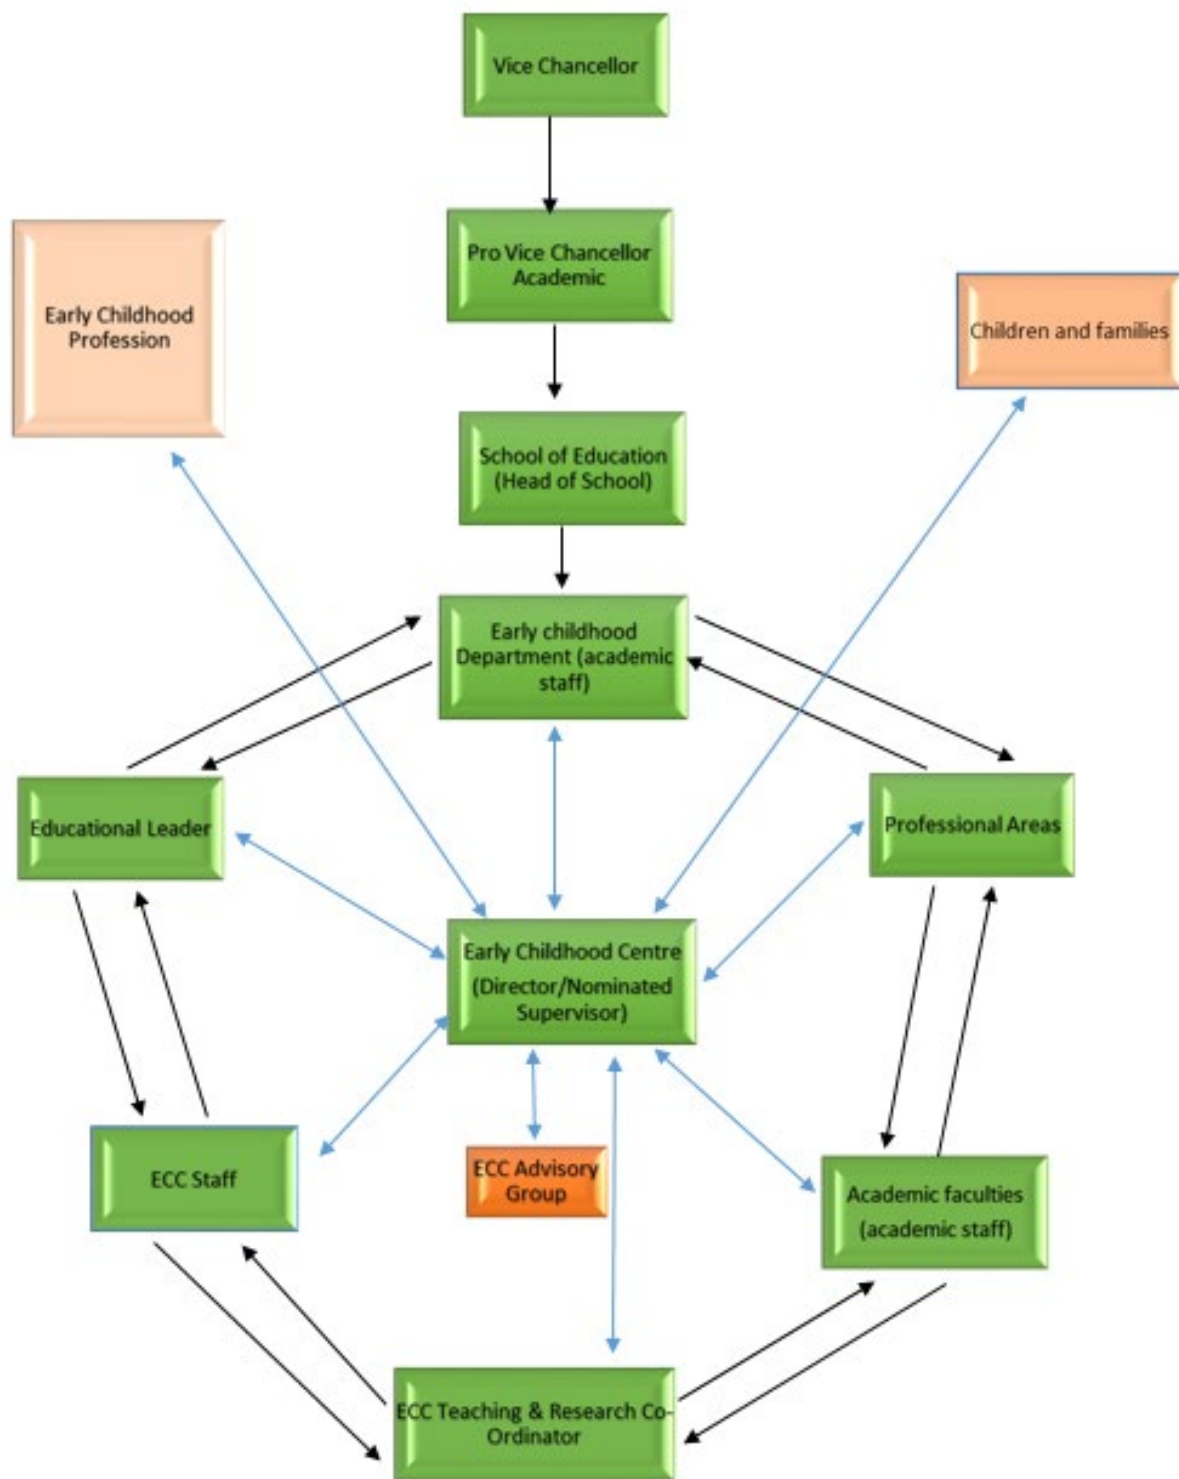 Vice Chancellor
Pro Vice Chancellor
Academic
Early Childhood
Profession
Children and families
School of Education
(Head of School)
Early childhood
Department (academic
staff)
Educational Leader
Professional Areas
Early Childhood Centre
(Director/Nominated
Supervisor)
ECC Staff
ECC Advisory
Group
Academic faculties
(academic staff)
ECC Teaching & Research Co-
Ordinator